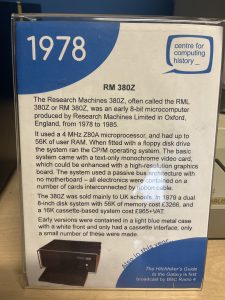 1978
centre for
computing
history
RM 380Z
The Research Machines 380Z, often called the RML
380Z or RM 380Z, was an early 8-bit microcomputer
produced by Research Machines Limited in Oxford,
England, from 1978 to 1985.
It used a 4 MHz Z80A microprocessor, and had up to
56K of user RAM. When fitted with a floppy disk drive
the system ran the CP/M operating system. The basic
system came with a text-only monochrome video card,
which could be enhanced with a high-resolution graphics
board. The system used a passive bus architecture with
no motherboard – all electronics were contained on a
number of cards interconnected by ribbon cable.
The 380Z was sold mainly to UK schools. In 1979 a dual
8-inch disk system with 56K of memory cost £3266, and
a 16K cassette-based system cost £965+VAT.
Early versions were contained in a light blue metal case
with a white front and only had a cassette interface; only
a small number of these were made.
also in this year
The Hitchhiker's Guide
to the Galaxy is first
broadcast by BBC Radio 4